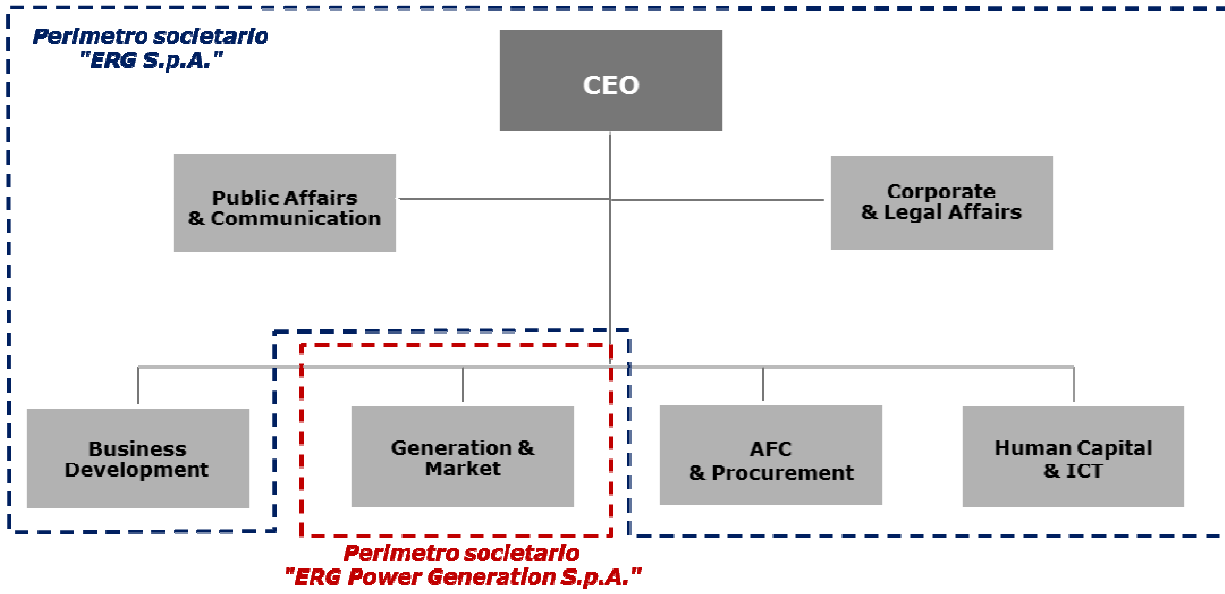 Perimetro societario
"ERG S.p.A."
CEO
Public Affairs
& Communication
Corporate
& Legal Affairs
Business
Development
Generation &
Market
AFC
& Procurement
Human Capital
& ICT
Perimetro societario
"ERG Power Generation S.p.A."